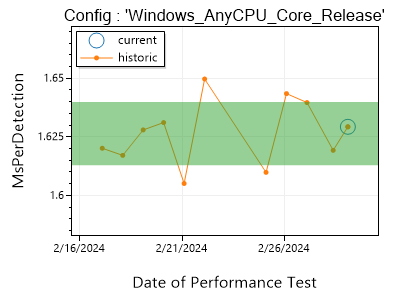 Config : 'Windows_AnyCPU_Core_Release'
current
historic
MsPerDetection
1.65
1.625
1.6
2/16/2024
2/21/2024
2/26/2024
Date of Performance Test